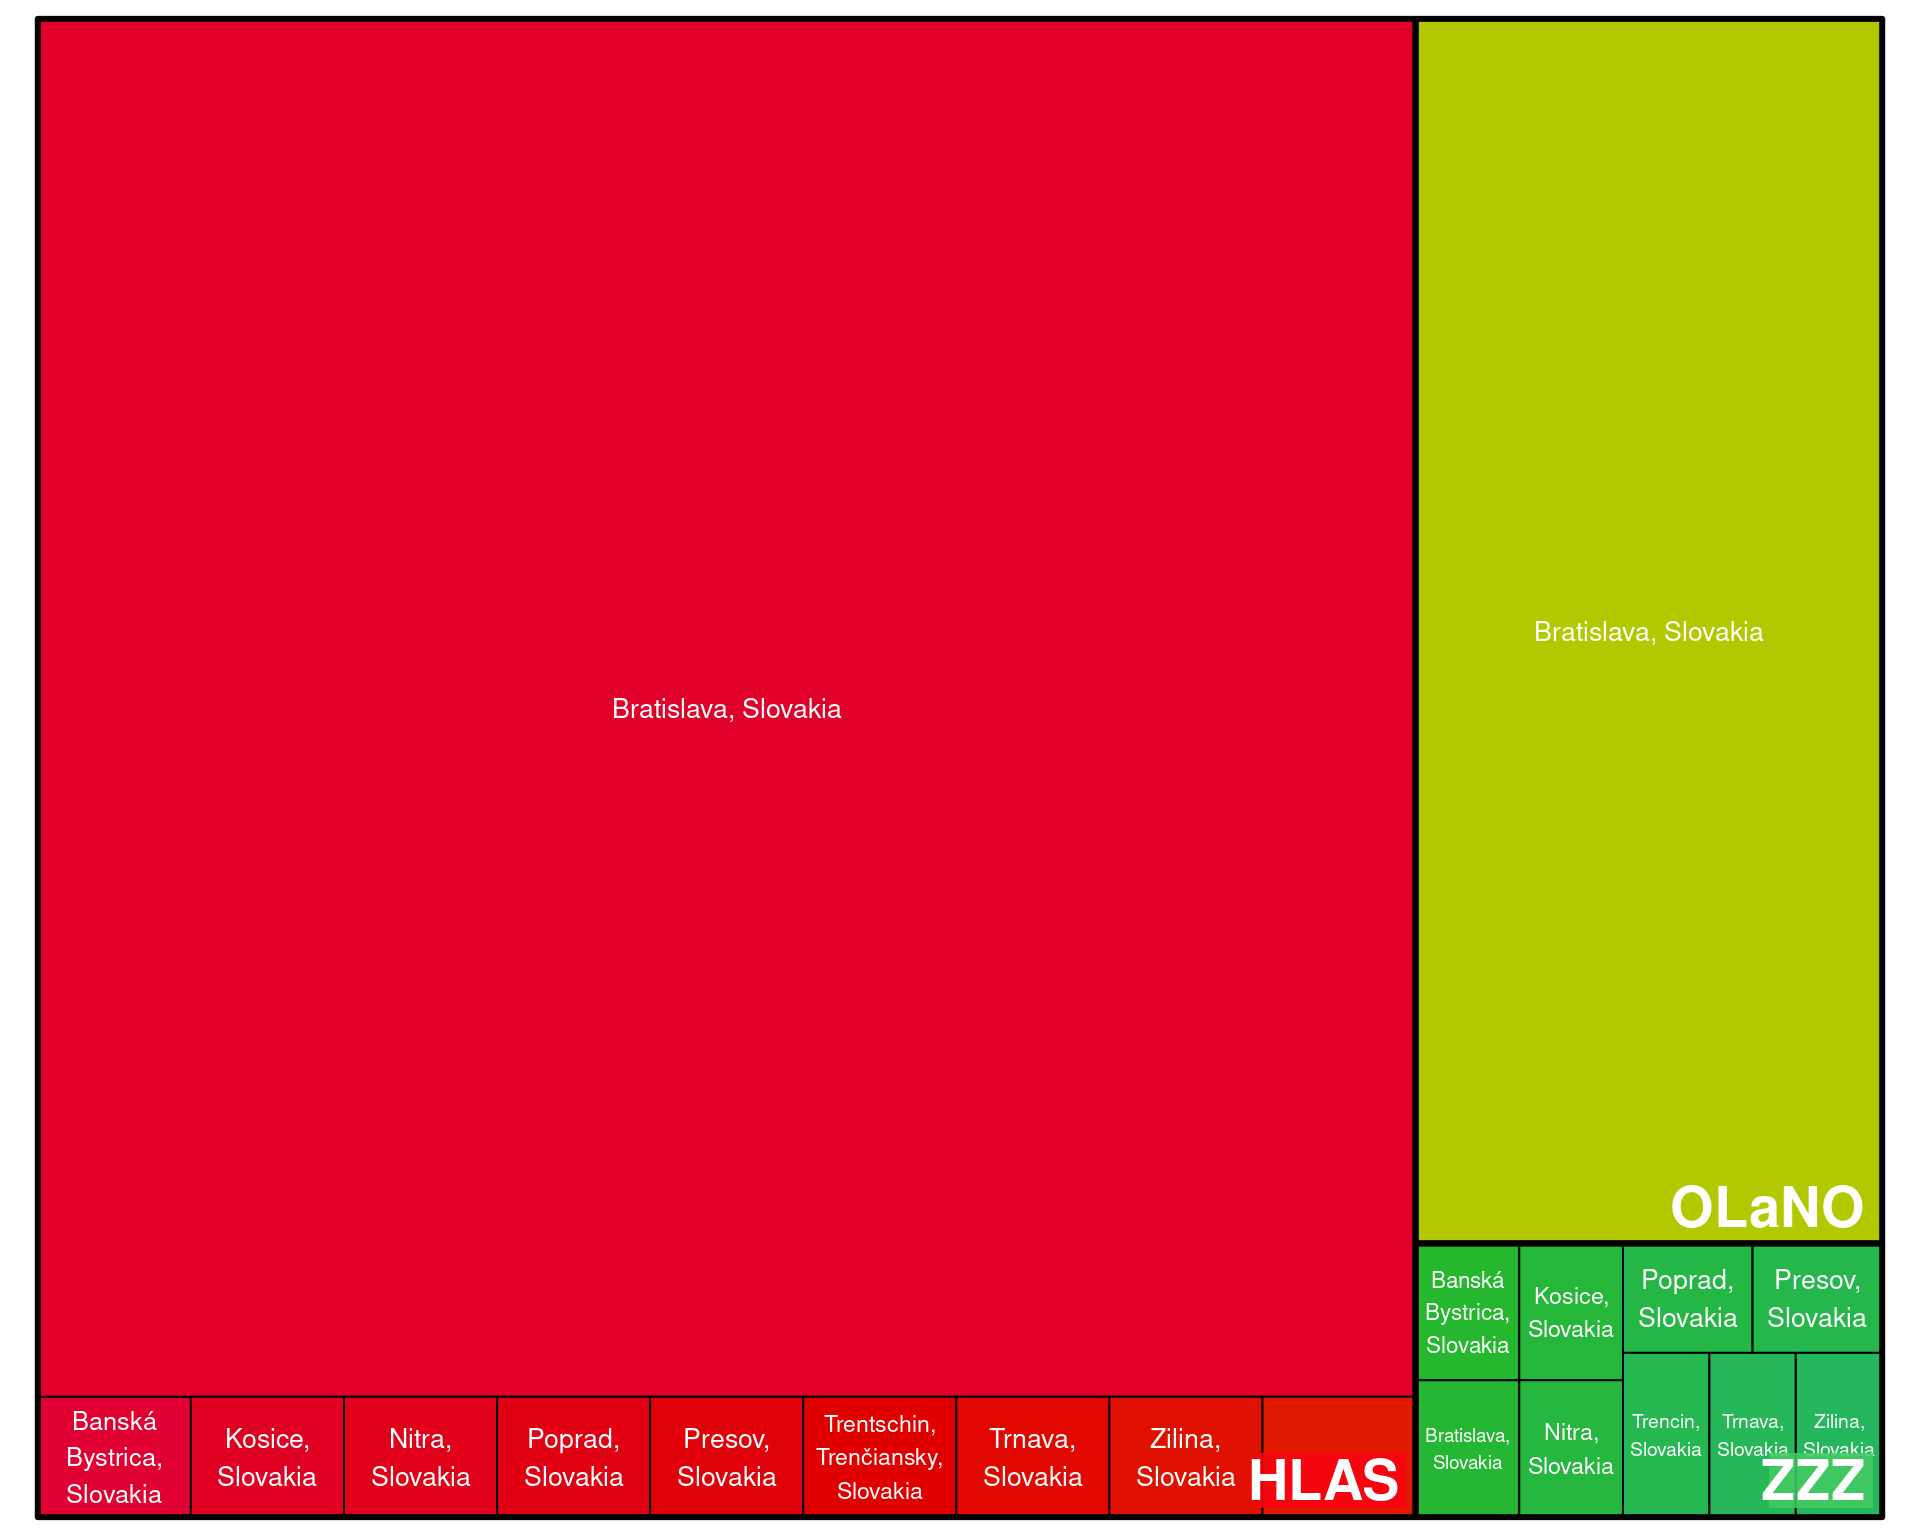 Bratislava, Slovakia
Banská
Bystrica,
Slovakia
Kosice,
Slovakia
Nitra,
Slovakia
Poprad,
Slovakia
Presov,
Slovakia
Trentschin,
Trenčiansky,
Slovakia
Trnava,
Slovakia
Zilina,
Slovakia
HLAS
Bratislava, Slovakia
OLaNO
Banská
Bystrica,
Slovakia
Kosice,
Slovakia
Poprad,
Slovakia
Presov,
Slovakia
Bratislava,
Slovakia
Nitra,
Slovakia
Trencin,
Slovakia
Trnava,
Slovakia
Zilina,
Slovakia
ZZZ